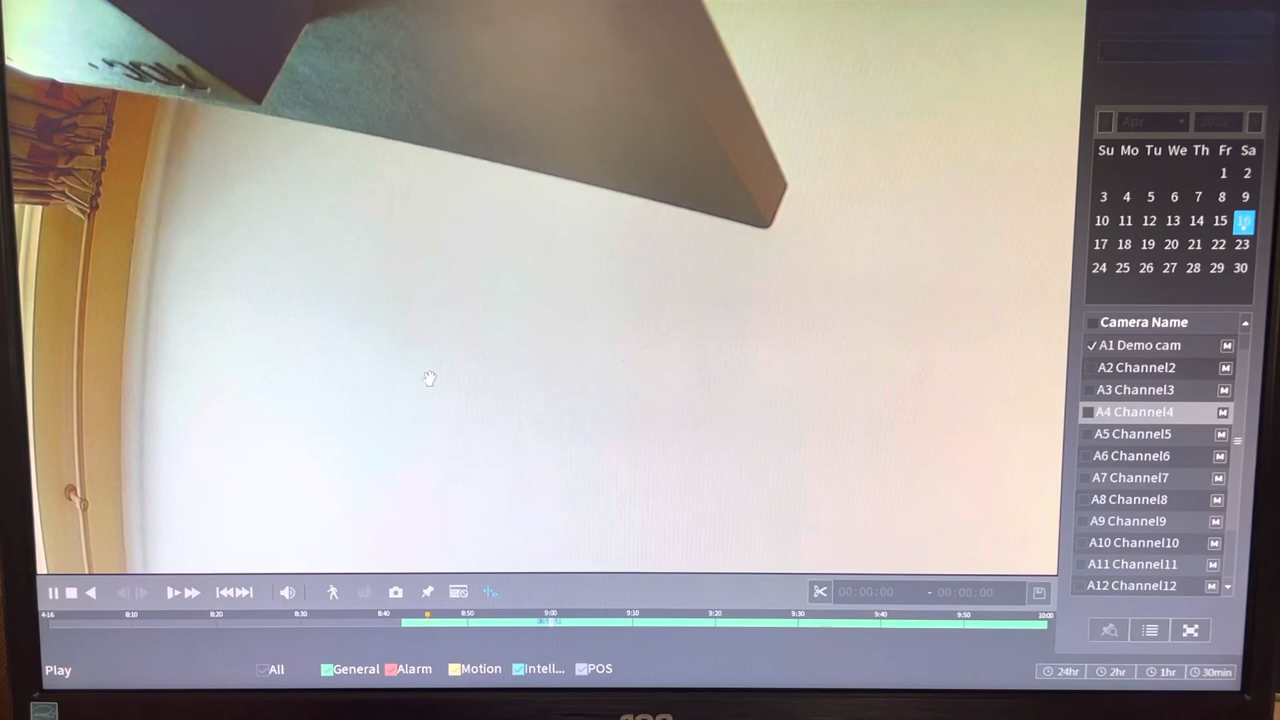 Apr
Su Mo Tu We Th Fr Sa
1 2
3 4 5 6 7 8 9
10 11 12 13 14 15 16
17 18 19 20 21 22 23
24 25 26 27 28 29 30
Camera Name
A1 Demo cam M
A2 Channel2 M
A3 Channel3 M
A4 Channel4 M
A5 Channel5 M
A6 Channel6 M
A7 Channel7 M
A8 Channel8 M
A9 Channel9 M
A10 Channel10 M
A11 Channel11 M
A12 Channel12 M
00:00:00 - 00:00:00
4-16 8:10 8:20 8:30 8:40 8:50 9:00 9:10 9:20 9:30 9:40 9:50 10:00
Play All General Alarm Motion Intell... POS
24hr 2hr 1hr 30min
AOC